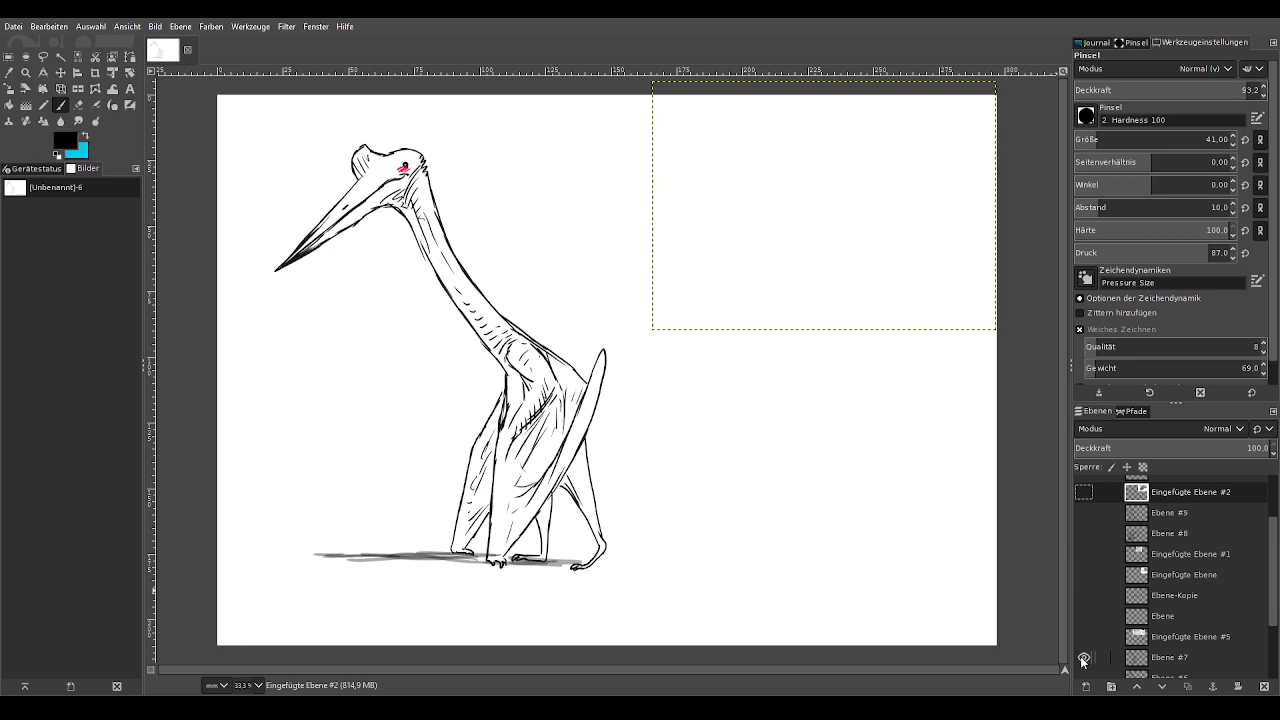 Datei Bearbeiten Auswahl Ansicht Bild Ebene Farben Werkzeuge Filter Fenster Hilfe
Journal Pinsel Werkzeugeinstellungen
Pinsel
Modus Normal (v)
Deckkraft 93,2
Pinsel
2. Hardness 100
Größe 41,00
Seitenverhältnis 0,00
Winkel 0,00
Abstand 10,0
Härte 100,0
Druck 87,0
Zeichendynamiken
Pressure Size
Optionen der Zeichendynamik
Zittern hinzufügen
Weiches Zeichnen
Qualität 8
Gewicht 69,0
Gerätestatus Bilder
[Unbenannt]-6
Ebenen Pfade
Modus Normal
Deckkraft 100,0
Sperre:
Eingefügte Ebene #2
Ebene #9
Ebene #8
Eingefügte Ebene #1
Eingefügte Ebene
Ebene-Kopie
Ebene
Eingefügte Ebene #5
Ebene #7
mm 33,3 % Eingefügte Ebene #2 (814,9 MB)